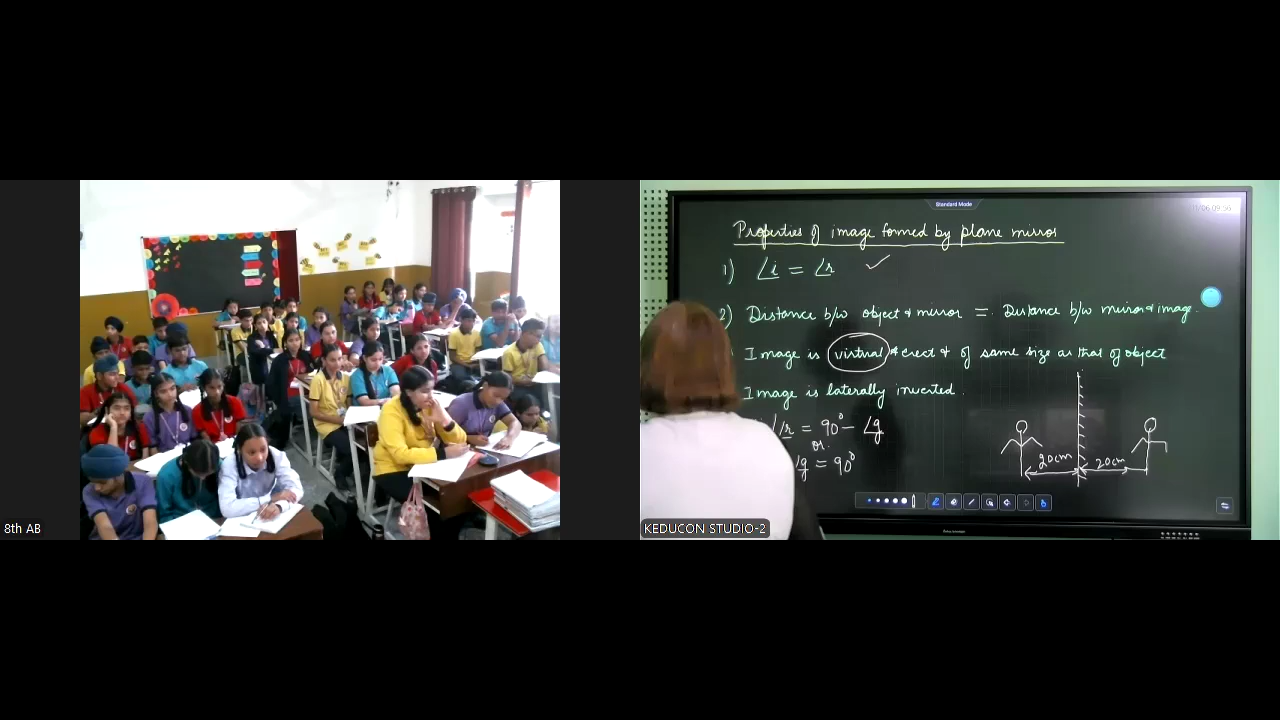 Standard Mode
Properties of image formed by plane mirror
1) ∠i = ∠r ✓
2) Distance b/w object & mirror = Distance b/w mirror & image.
Image is virtual & erect & of same size as that of object
Image is laterally inverted.
∠r = 90° − ∠g
or
∠g = 90°
20cm 20cm
8th AB
KEDUCON STUDIO-2